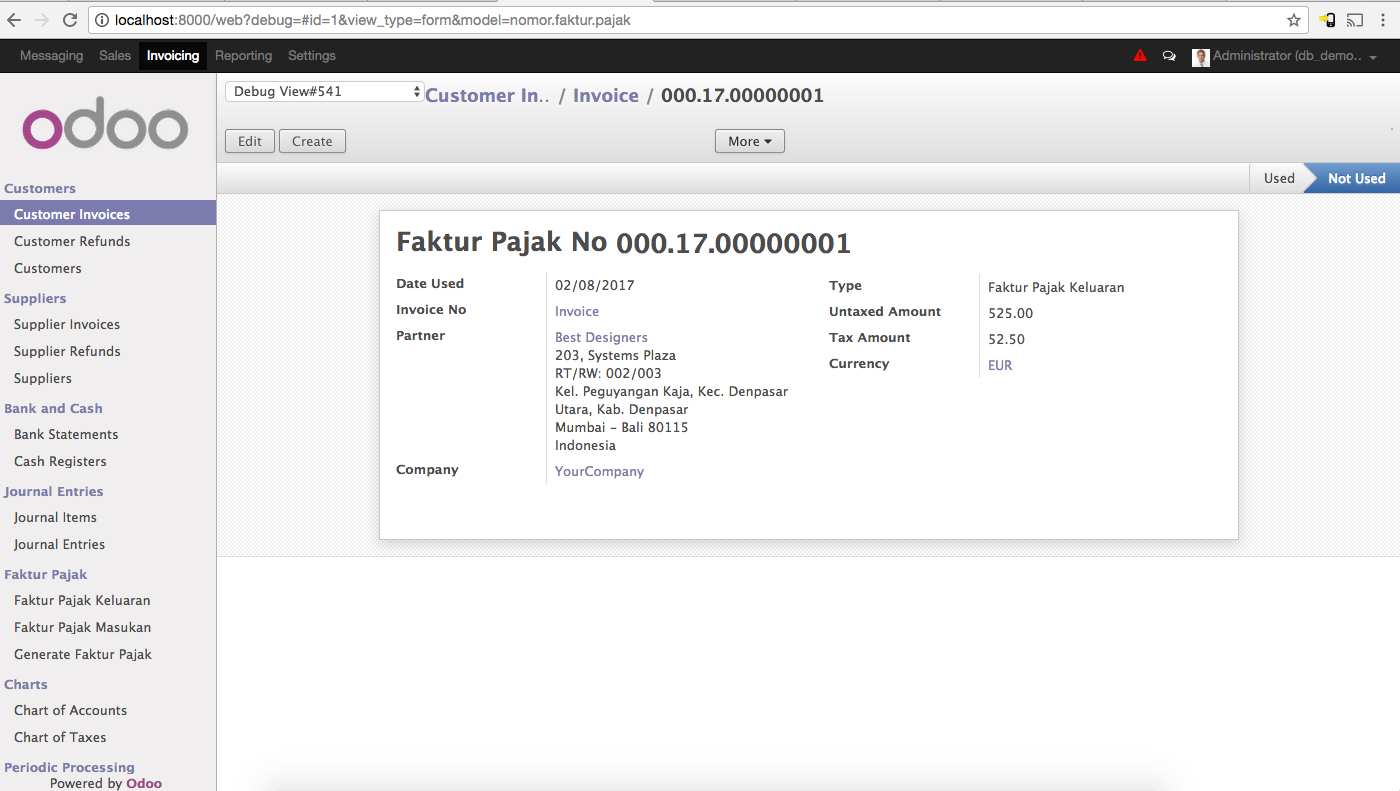 localhost:8000/web?debug=#id=1&view_type=form&model=nomor.faktur.pajak
Messaging Sales Invoicing Reporting Settings Administrator (db_demo..
odoo
Debug View#541 Customer In.. / Invoice / 000.17.00000001
Edit Create More
Used Not Used
Customers
Customer Invoices
Customer Refunds
Customers
Suppliers
Supplier Invoices
Supplier Refunds
Suppliers
Bank and Cash
Bank Statements
Cash Registers
Journal Entries
Journal Items
Journal Entries
Faktur Pajak
Faktur Pajak Keluaran
Faktur Pajak Masukan
Generate Faktur Pajak
Charts
Chart of Accounts
Chart of Taxes
Periodic Processing
Powered by Odoo
Faktur Pajak No 000.17.00000001
Date Used 02/08/2017
Invoice No Invoice
Partner Best Designers
203, Systems Plaza
RT/RW: 002/003
Kel. Peguyangan Kaja, Kec. Denpasar
Utara, Kab. Denpasar
Mumbai - Bali 80115
Indonesia
Company YourCompany
Type Faktur Pajak Keluaran
Untaxed Amount 525.00
Tax Amount 52.50
Currency EUR